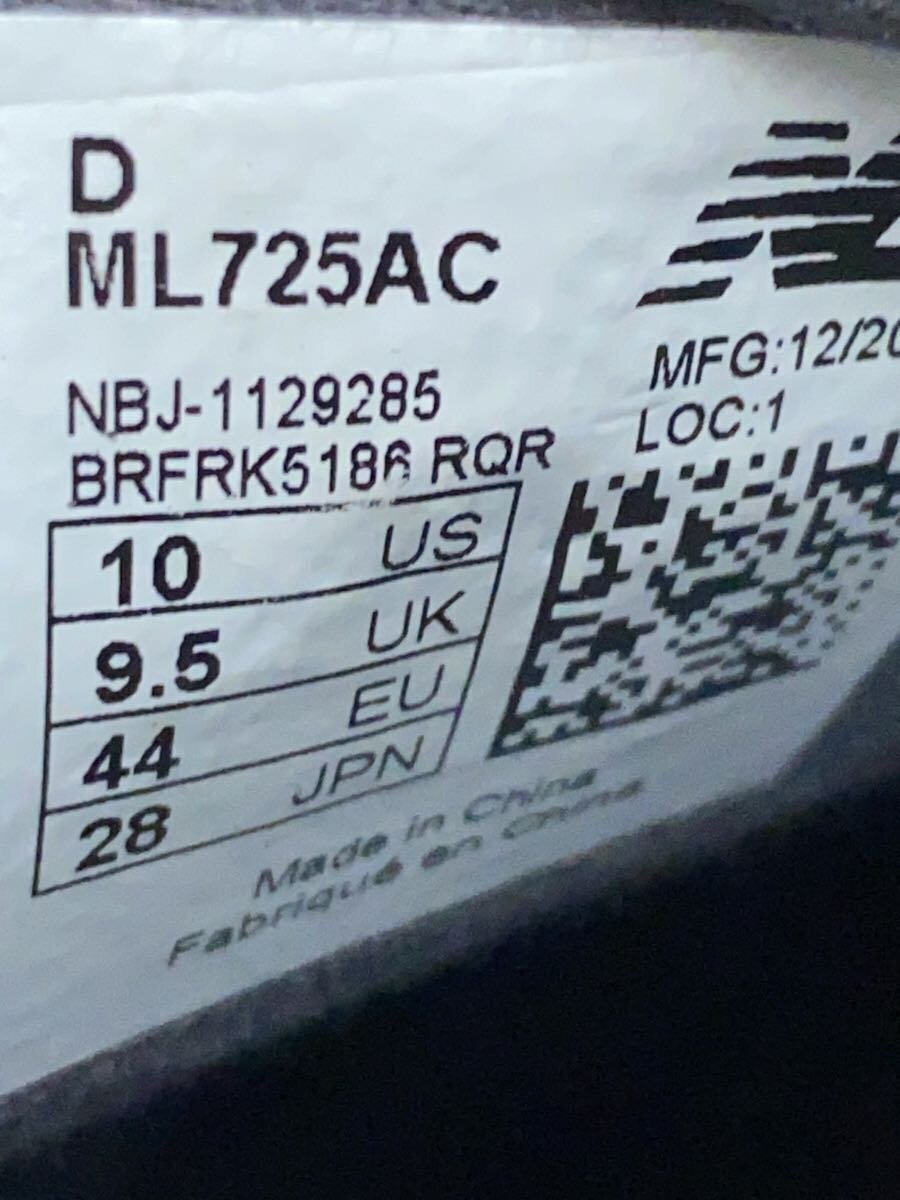 D
ML725AC
NBJ-1129285
BRFRK5186 RQR
MFG:12/20
LOC:1
10 US
9.5 UK
44 EU
28 JPN
Made in China
Fabriqué en China